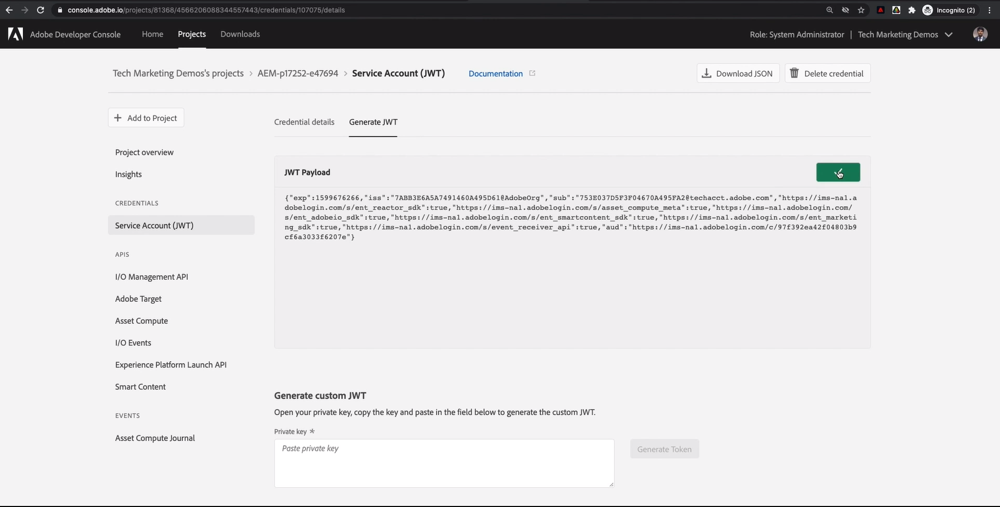 console.adobe.io/projects/81368/4566206088344557443/credentials/107075/details
Incognito (2)
Adobe Developer Console
Home
Projects
Downloads
Role: System Administrator | Tech Marketing Demos
Tech Marketing Demos's projects > AEM-p17252-e47694 > Service Account (JWT)
Documentation
Download JSON
Delete credential
+ Add to Project
Credential details
Generate JWT
Project overview
Insights
CREDENTIALS
Service Account (JWT)
APIS
I/O Management API
Adobe Target
Asset Compute
I/O Events
Experience Platform Launch API
Smart Content
EVENTS
Asset Compute Journal
JWT Payload
{"exp":1599676266,"iss":"7ABB3E6A5A7491460A495D61@AdobeOrg","sub":"753E037D5F3F04670A495FA2@techacct.adobe.com","https://ims-na1.a
dobelogin.com/s/ent_reactor_sdk":true,"https://ims-na1.adobelogin.com/s/asset_compute_meta":true,"https://ims-na1.adobelogin.com/
s/ent_adobeio_sdk":true,"https://ims-na1.adobelogin.com/s/ent_smartcontent_sdk":true,"https://ims-na1.adobelogin.com/s/ent_marketi
ng_sdk":true,"https://ims-na1.adobelogin.com/s/event_receiver_api":true,"aud":"https://ims-na1.adobelogin.com/c/97f392ea42f04803b9
cf6a3033f6207e"}
Generate custom JWT
Open your private key, copy the key and paste in the field below to generate the custom JWT.
Private key *
Paste private key
Generate Token